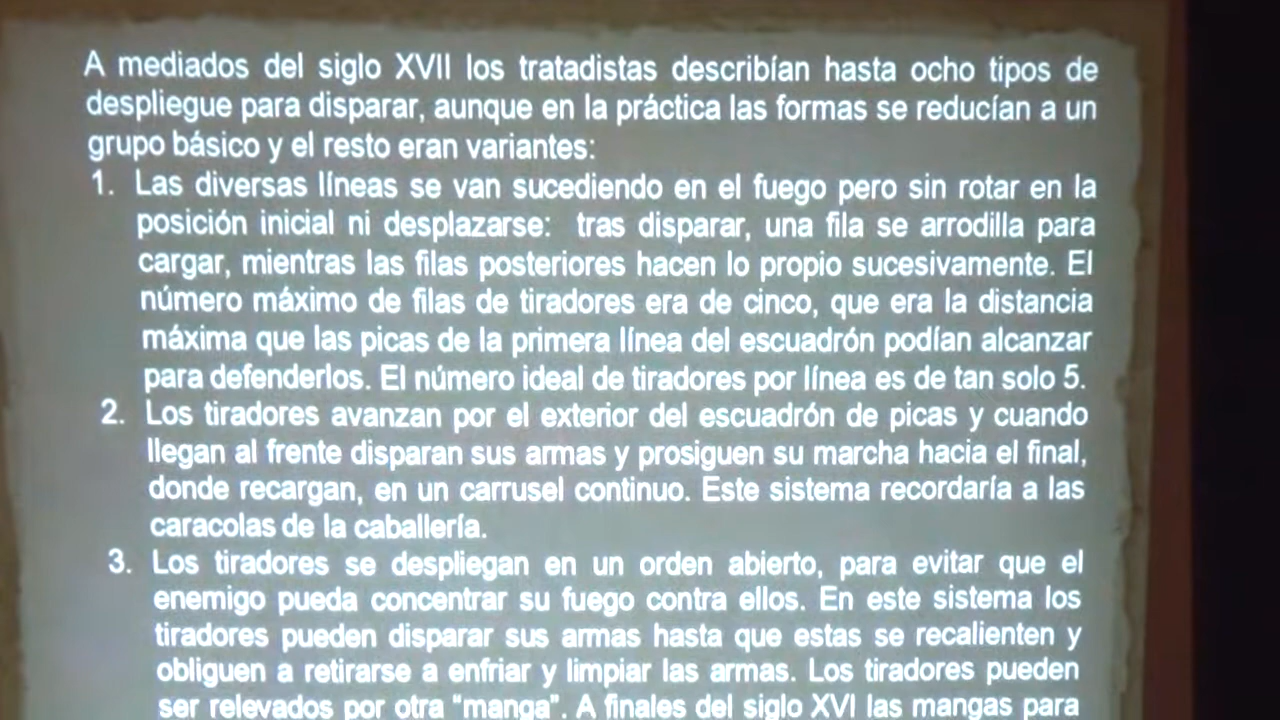 A mediados del siglo XVII los tratadistas describían hasta ocho tipos de
despliegue para disparar, aunque en la práctica las formas se reducían a un
grupo básico y el resto eran variantes:
1. Las diversas líneas se van sucediendo en el fuego pero sin rotar en la
posición inicial ni desplazarse: tras disparar, una fila se arrodilla para
cargar, mientras las filas posteriores hacen lo propio sucesivamente. El
número máximo de filas de tiradores era de cinco, que era la distancia
máxima que las picas de la primera línea del escuadrón podían alcanzar
para defenderlos. El número ideal de tiradores por línea es de tan solo 5.
2. Los tiradores avanzan por el exterior del escuadrón de picas y cuando
llegan al frente disparan sus armas y prosiguen su marcha hacia el final,
donde recargan, en un carrusel continuo. Este sistema recordaría a las
caracolas de la caballería.
3. Los tiradores se despliegan en un orden abierto, para evitar que el
enemigo pueda concentrar su fuego contra ellos. En este sistema los
tiradores pueden disparar sus armas hasta que estas se recalienten y
obliguen a retirarse a enfriar y limpiar las armas. Los tiradores pueden
ser relevados por otra "manga". A finales del siglo XVI las mangas para